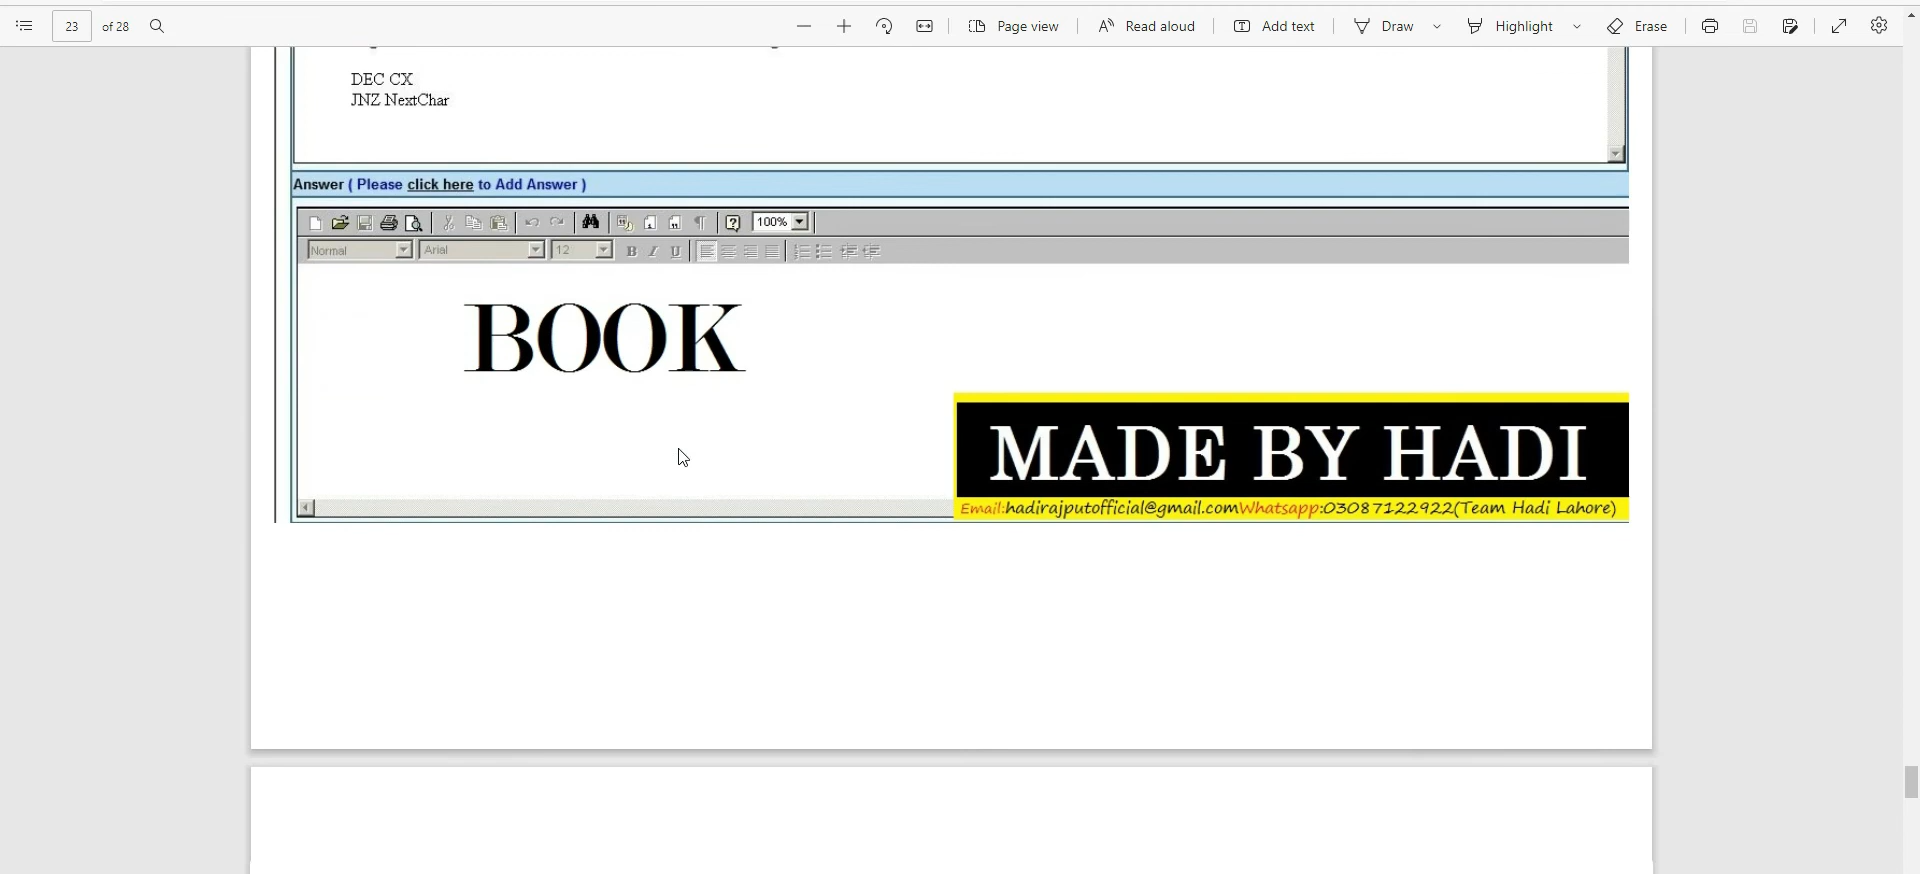 23 of 28 Page view Read aloud Add text Draw Highlight Erase
DEC CX
JNZ NextChar
Answer ( Please click here to Add Answer )
100%
Normal Arial 12 B I U
BOOK
MADE BY HADI
Email:hadirajputofficial@gmail.comWhatsapp:03087122922(Team Hadi Lahore)